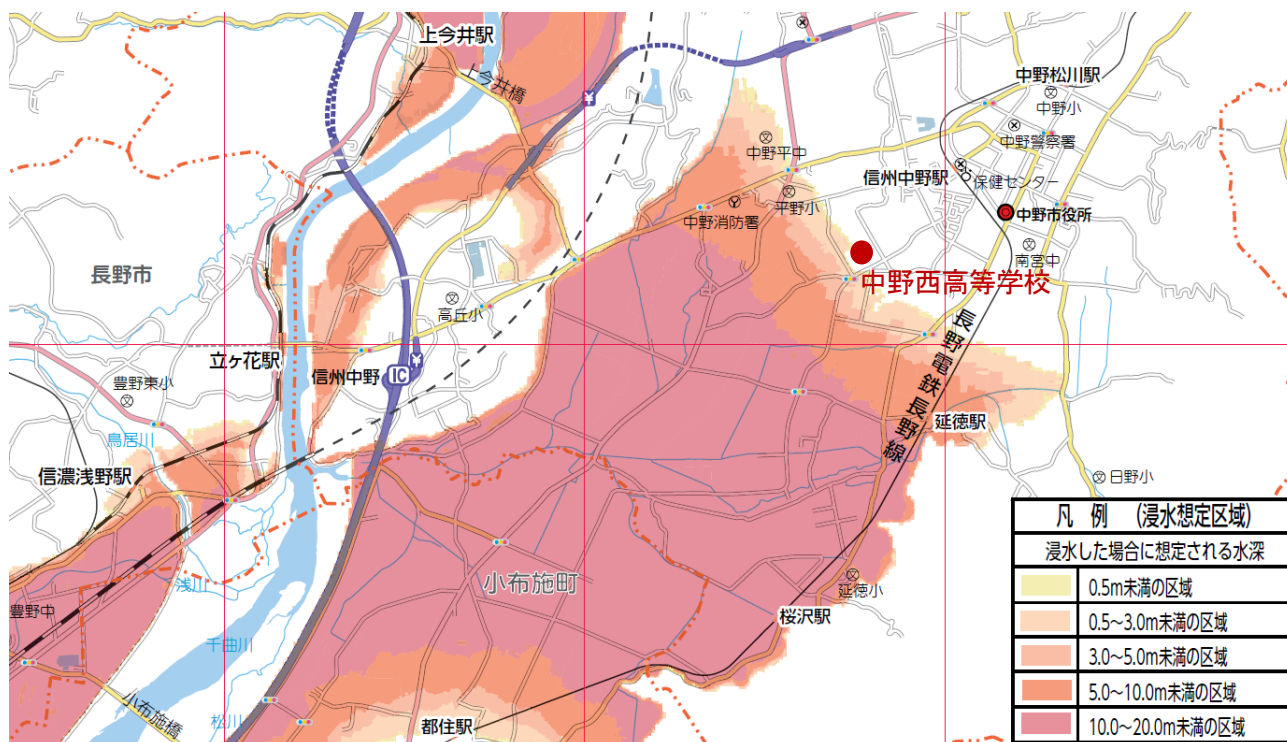 上今井駅
上今井橋
中野松川駅
中野小
中野警察署
中野平中
信州中野駅
保健センター
平野小
中野消防署
中野市役所
南宮中
中野西高等学校
長野市
高丘小
立ヶ花駅
信州中野
IC
豊野東小
長野電鉄長野線
鳥居川
延徳駅
信濃浅野駅
日野小
浅川
小布施町
延徳小
豊野中
桜沢駅
千曲川
小布施橋
松川
都住駅
凡 例 (浸水想定区域)
浸水した場合に想定される水深
0.5m未満の区域
0.5~3.0m未満の区域
3.0~5.0m未満の区域
5.0~10.0m未満の区域
10.0~20.0m未満の区域